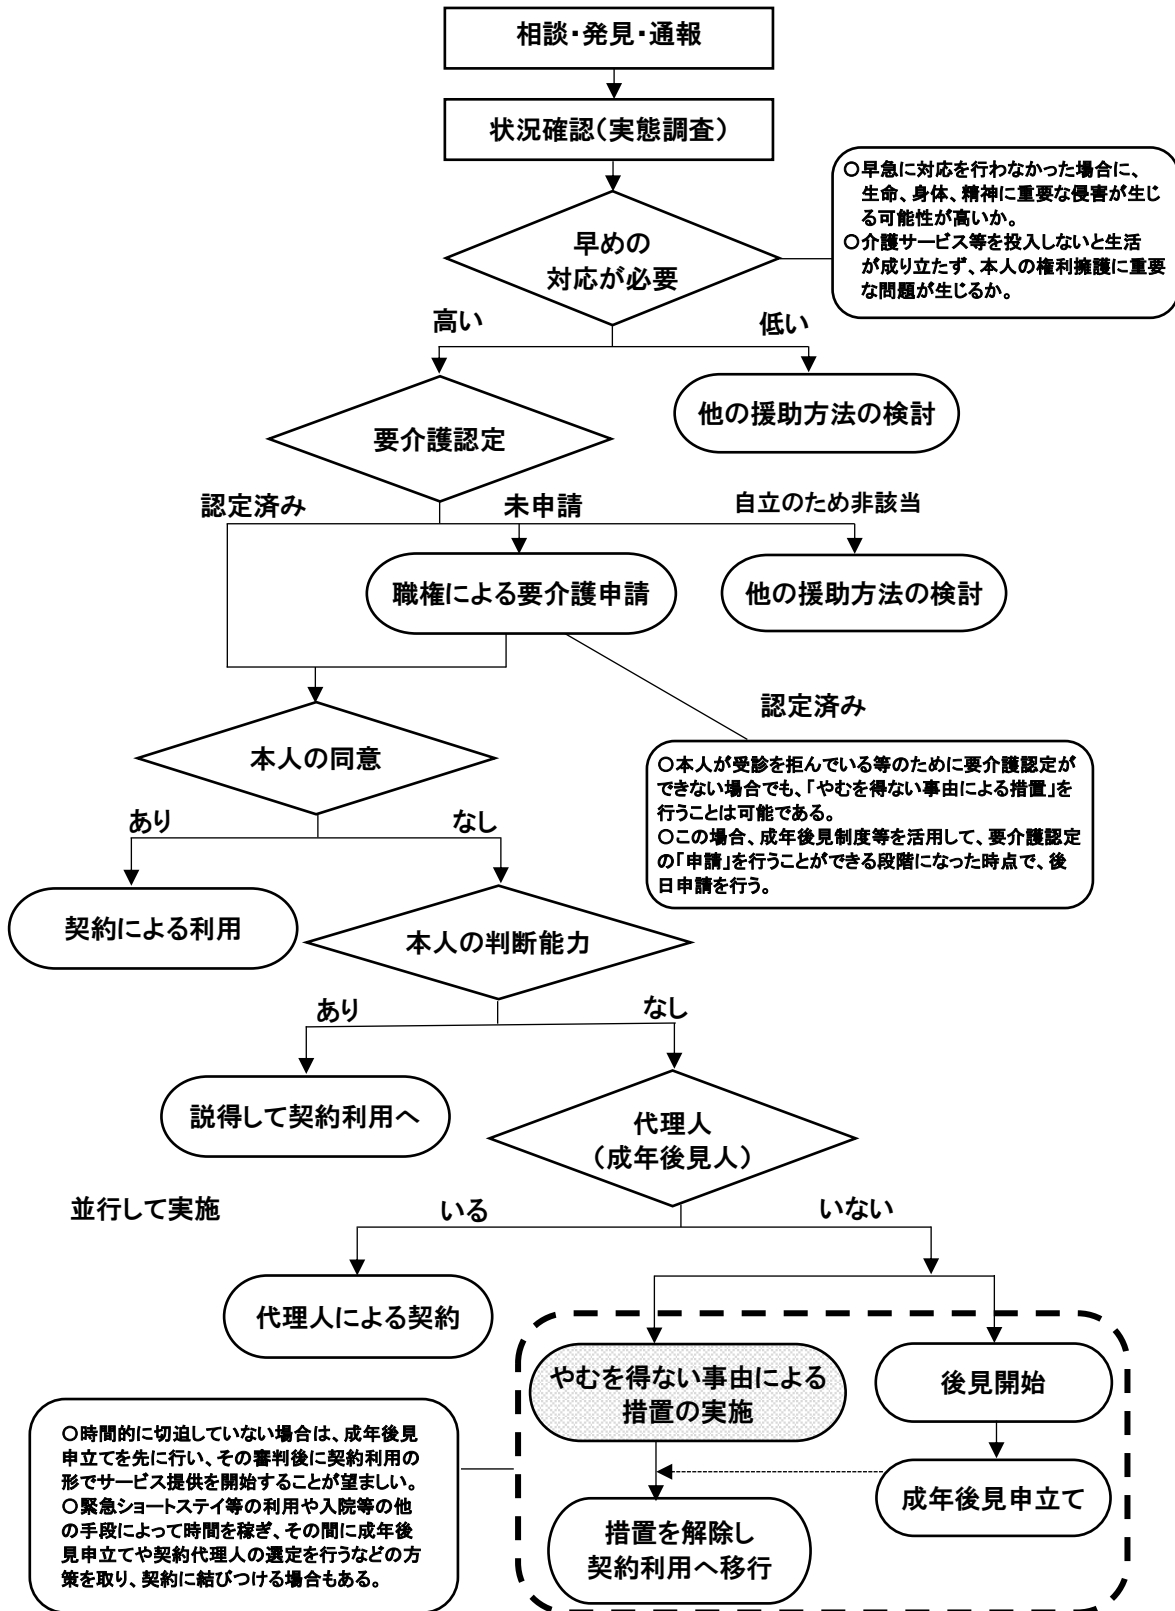 相談・発見・通報
状況確認（実態調査）
○早急に対応を行わなかった場合に、
生命、身体、精神に重要な侵害が生じ
る可能性が高いか。
○介護サービス等を投入しないと生活
が成り立たず、本人の権利擁護に重要
な問題が生じるか。
早めの
対応が必要
高い
低い
他の援助方法の検討
要介護認定
認定済み
未申請
自立のため非該当
職権による要介護申請
他の援助方法の検討
認定済み
本人の同意
○本人が受診を拒んでいる等のために要介護認定が
できない場合でも、「やむを得ない事由による措置」を
行うことは可能である。
○この場合、成年後見制度等を活用して、要介護認定
の「申請」を行うことができる段階になった時点で、後
日申請を行う。
あり
なし
契約による利用
本人の判断能力
あり
なし
説得して契約利用へ
代理人
（成年後見人）
並行して実施
いる
いない
代理人による契約
やむを得ない事由による
措置の実施
後見開始
○時間的に切迫していない場合は、成年後見
申立てを先に行い、その審判後に契約利用の
形でサービス提供を開始することが望ましい。
○緊急ショートステイ等の利用や入院等の他
の手段によって時間を稼ぎ、その間に成年後
見申立てや契約代理人の選定を行うなどの方
策を取り、契約に結びつける場合もある。
成年後見申立て
措置を解除し
契約利用へ移行